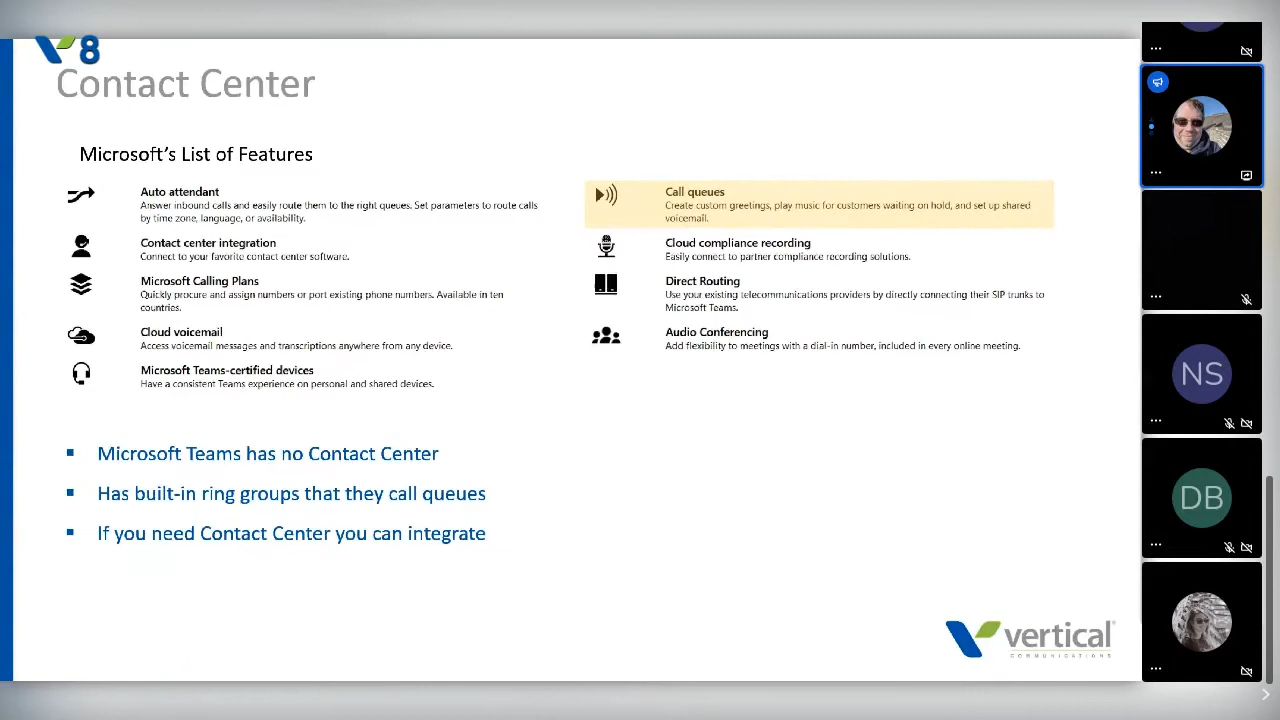 V8
Contact Center
Microsoft's List of Features
Auto attendant
Answer inbound calls and easily route them to the right queues. Set parameters to route calls
by time zone, language, or availability.
Contact center integration
Connect to your favorite contact center software.
Microsoft Calling Plans
Quickly procure and assign numbers or port existing phone numbers. Available in ten
countries.
Cloud voicemail
Access voicemail messages and transcriptions anywhere from any device.
Microsoft Teams-certified devices
Have a consistent Teams experience on personal and shared devices.
Call queues
Create custom greetings, play music for customers waiting on hold, and set up shared
voicemail.
Cloud compliance recording
Easily connect to partner compliance recording solutions.
Direct Routing
Use your existing telecommunications providers by directly connecting their SIP trunks to
Microsoft Teams.
Audio Conferencing
Add flexibility to meetings with a dial-in number, included in every online meeting.
Microsoft Teams has no Contact Center
Has built-in ring groups that they call queues
If you need Contact Center you can integrate
vertical
COMMUNICATIONS
NS
DB